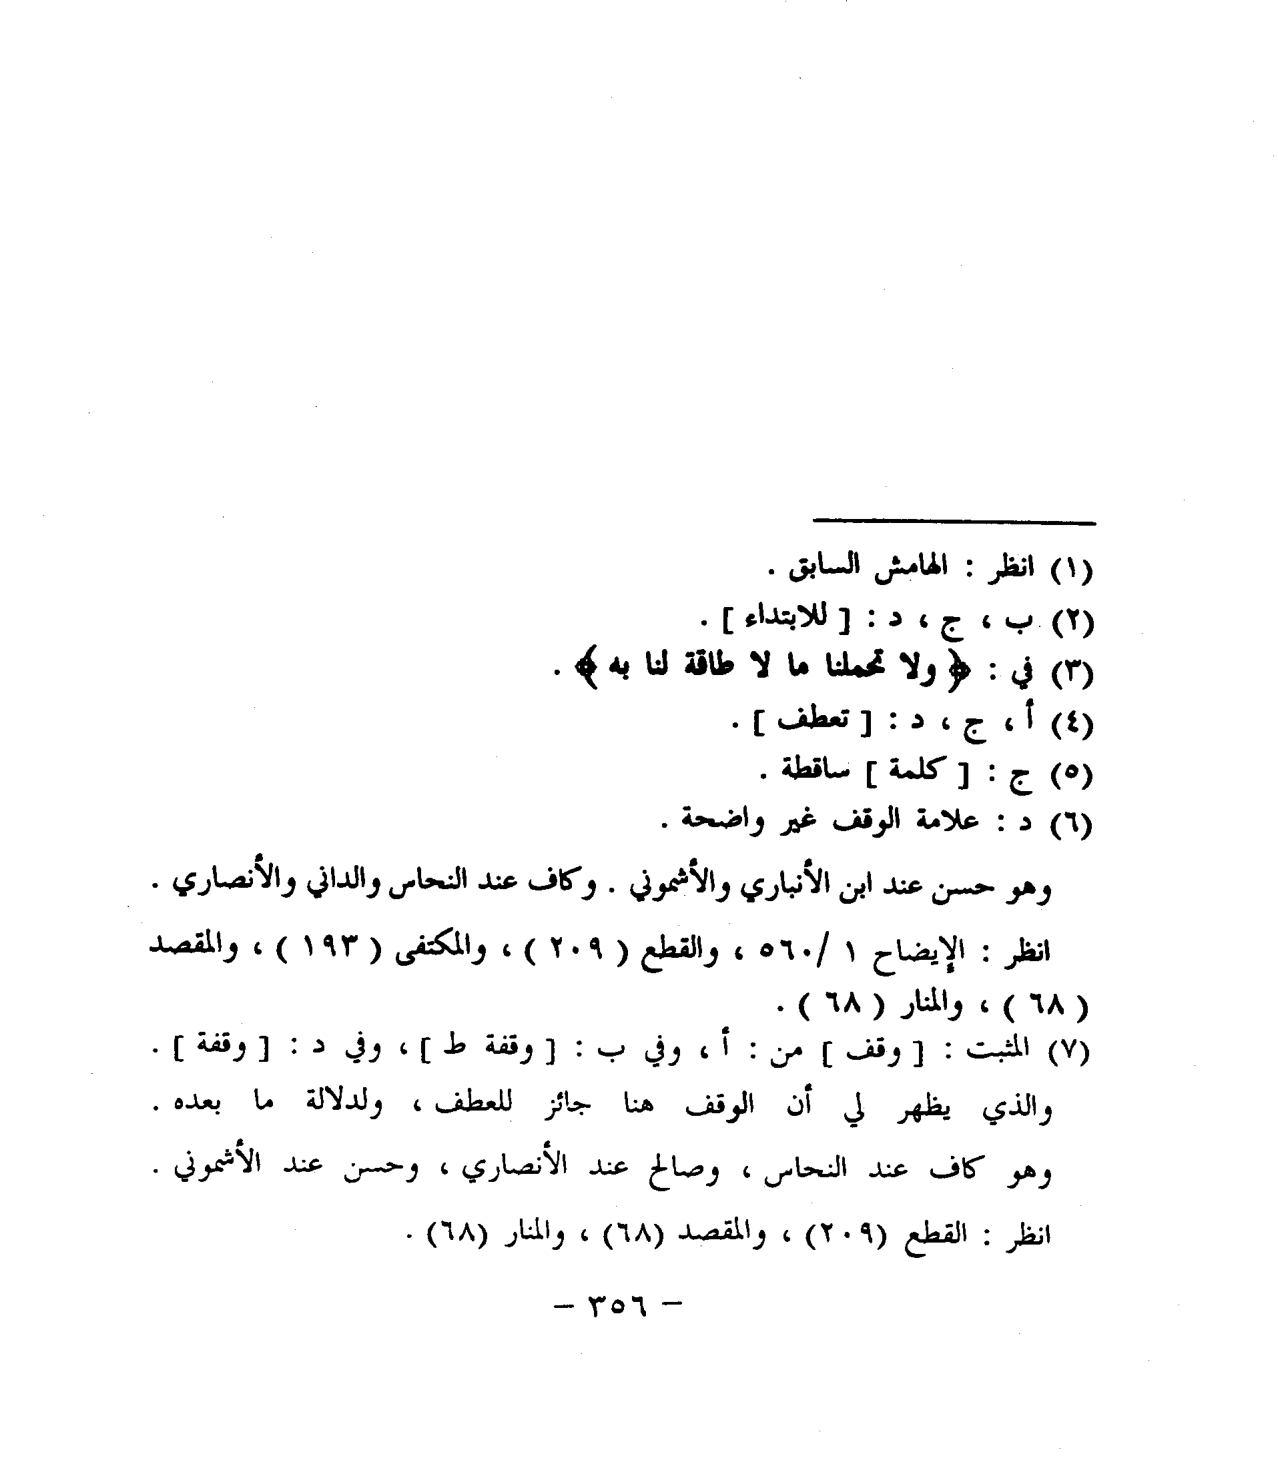 (١) انظر : الهامش السابق .
(٢) ب ، ج ، د : [ للابتداء ] .
(٣) في : ﴿ ولا تحملنا ما لا طاقة لنا به ﴾ .
(٤) أ ، ج ، د : [ تعطف ] .
(٥) ج : [ كلمة ] ساقطة .
(٦) د : علامة الوقف غير واضحة .
وهو حسن عند ابن الأنباري والأشموني . وكاف عند النحاس والداني والأنصاري .
انظر : الإيضاح ١ /٥٦٠ ، والقطع ( ٢٠٩ ) ، والمكتفى ( ١٩٣ ) ، والمقصد
( ٦٨ ) ، والمنار ( ٦٨ ) .
(٧) المثبت : [ وقف ] من : أ ، وفي ب : [ وقفة ط ] ، وفي د : [ وقفة ] .
والذي يظهر لي أن الوقف هنا جائز للعطف ، ولدلالة ما بعده .
وهو كاف عند النحاس ، وصالح عند الأنصاري ، وحسن عند الأشموني .
انظر : القطع (٢٠٩) ، والمقصد (٦٨) ، والمنار (٦٨) .
– ٣٥٦ –